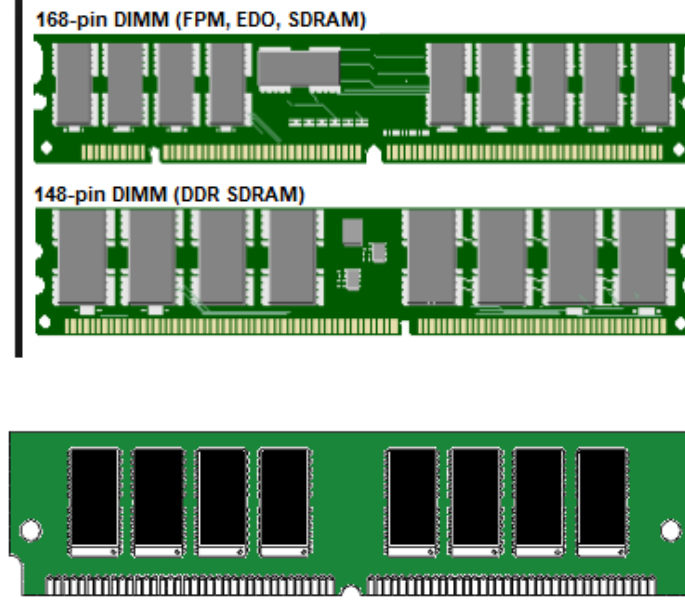 168-pin DIMM (FPM, EDO, SDRAM)
148-pin DIMM (DDR SDRAM)